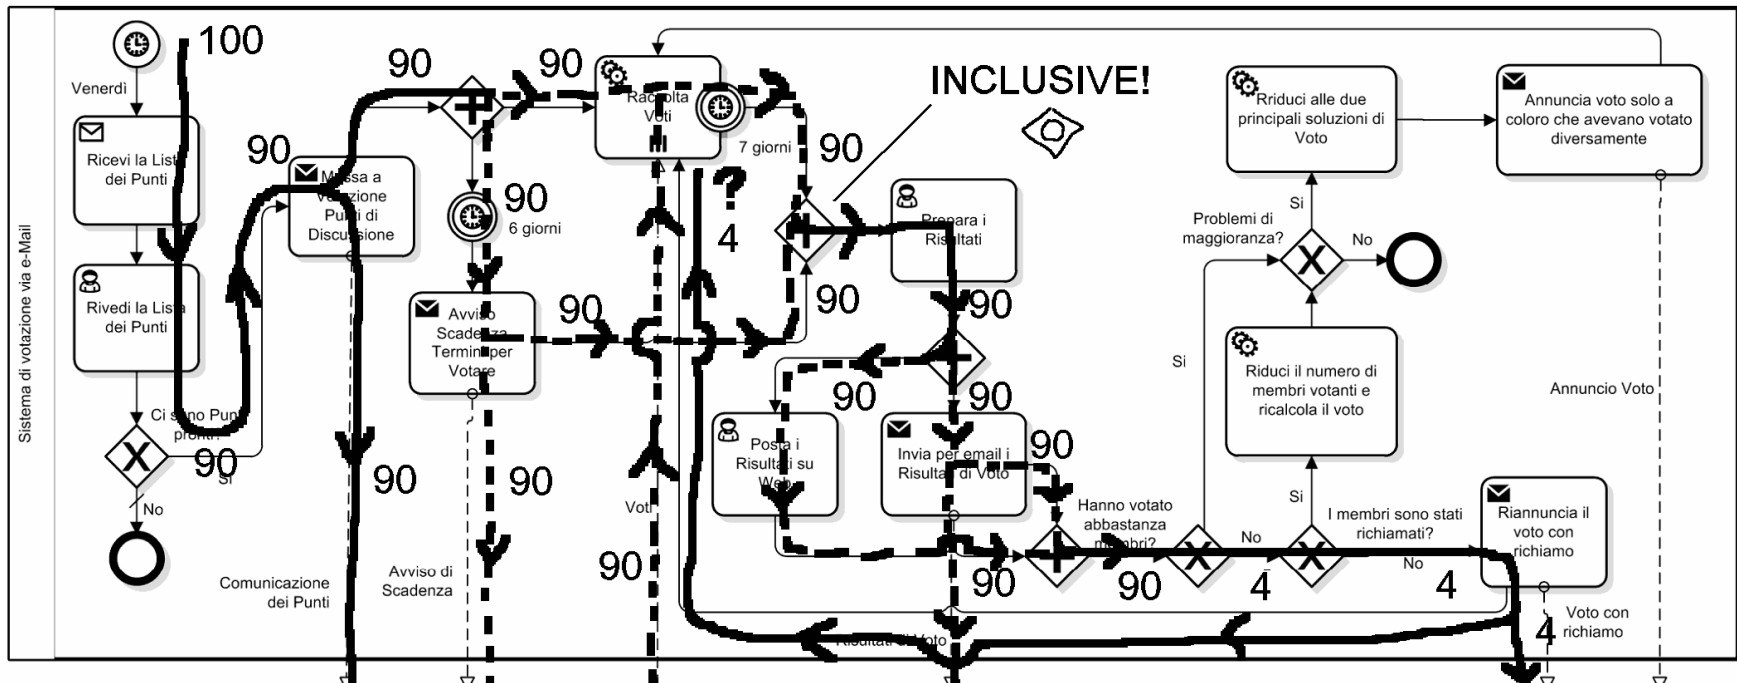 Sistema di votazione via e-Mail
100
Venerdì
Ricevi la Lista
dei Punti
Rivedi la Lista
dei Punti
Ci sono Punti
pronti?
90
Si
No
90
Messa a
Votazione
Punti di
Discussione
90
Comunicazione
dei Punti
90
90
90
6 giorni
Avviso
Scadenza
Termini per
Votare
90
90
Avviso di
Scadenza
Raccolta
Voti
7 giorni
90
?
4
Voti
90
INCLUSIVE!
90
Prepara i
Risultati
90
90
90
Posta i
Risultati su
Web
Invia per email i
Risultati di Voto
90
90
Risultati di Voto
Hanno votato
abbastanza
membri?
90
No
4
Si
Problemi di
maggioranza?
Si
No
Rriduci alle due
principali soluzioni di
Voto
Annuncia voto solo a
coloro che avevano votato
diversamente
Riduci il numero di
membri votanti e
ricalcola il voto
Si
I membri sono stati
richiamati?
No
4
Annuncio Voto
Riannuncia il
voto con
richiamo
4
Voto con
richiamo